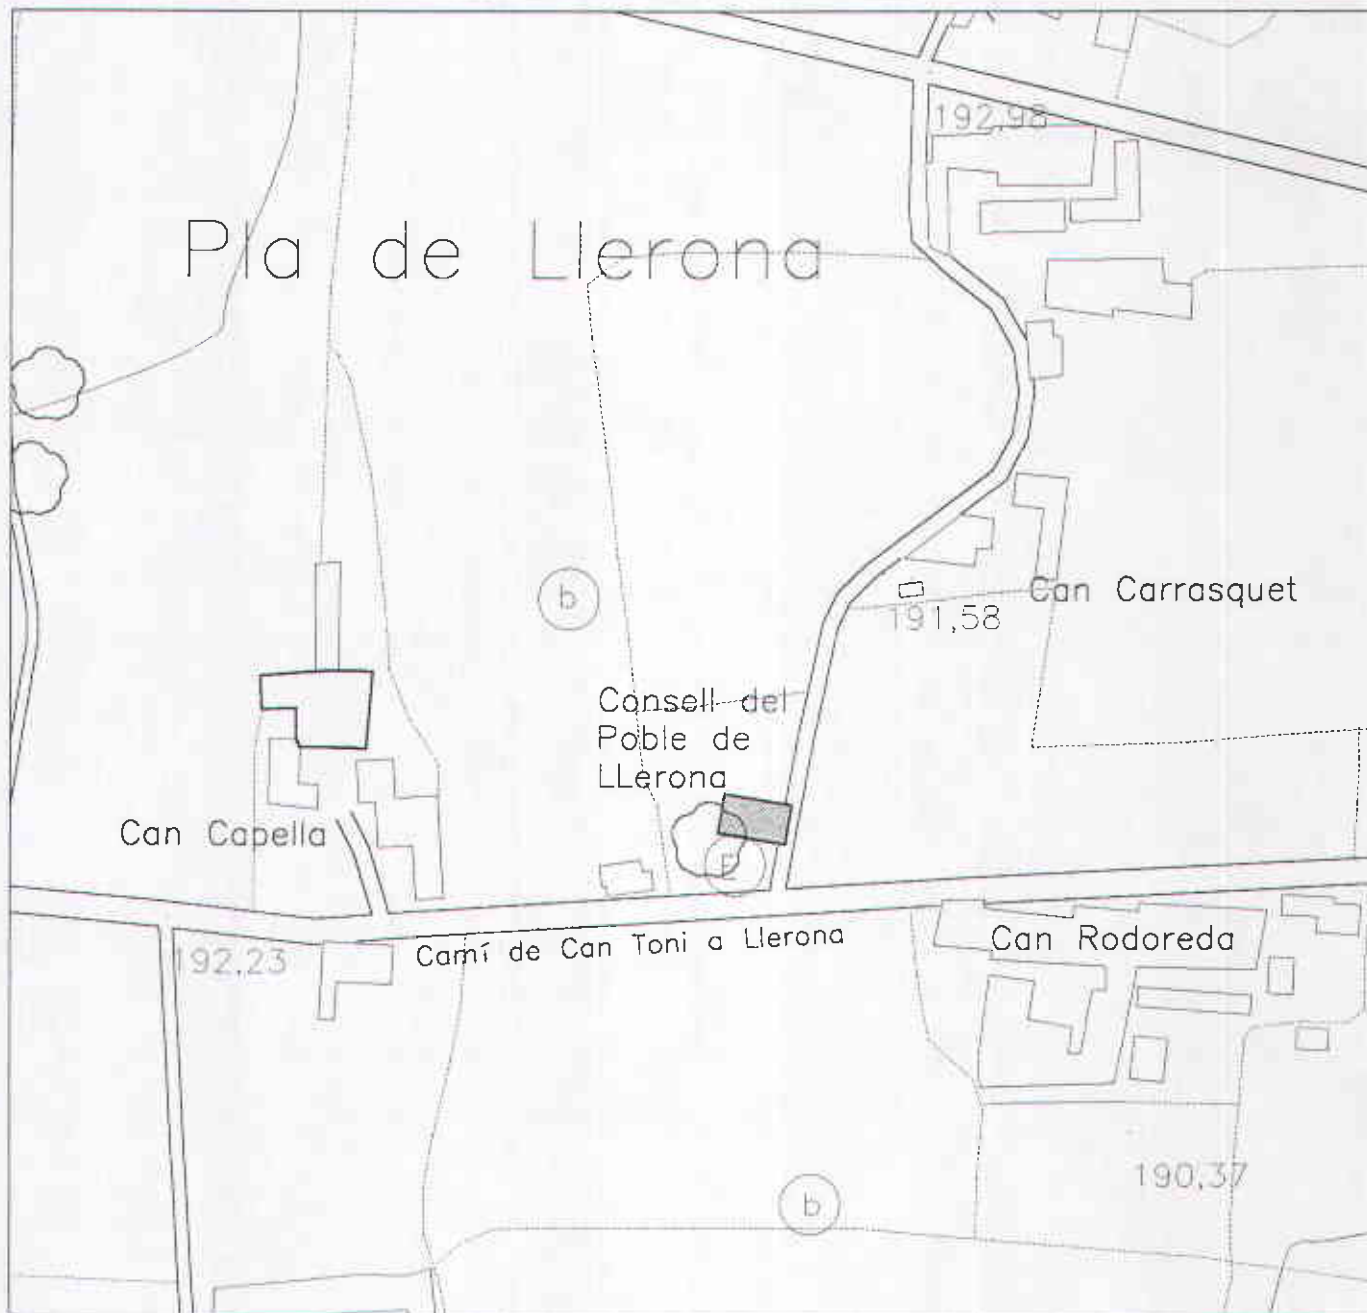 192,98
Pla de Llerona
b
Can Carrasquet
191,58
Consell del
Poble de
LLerona
Can Capella
E
Camí de Can Toni a Llerona
Can Rodoreda
192,23
190,37
b